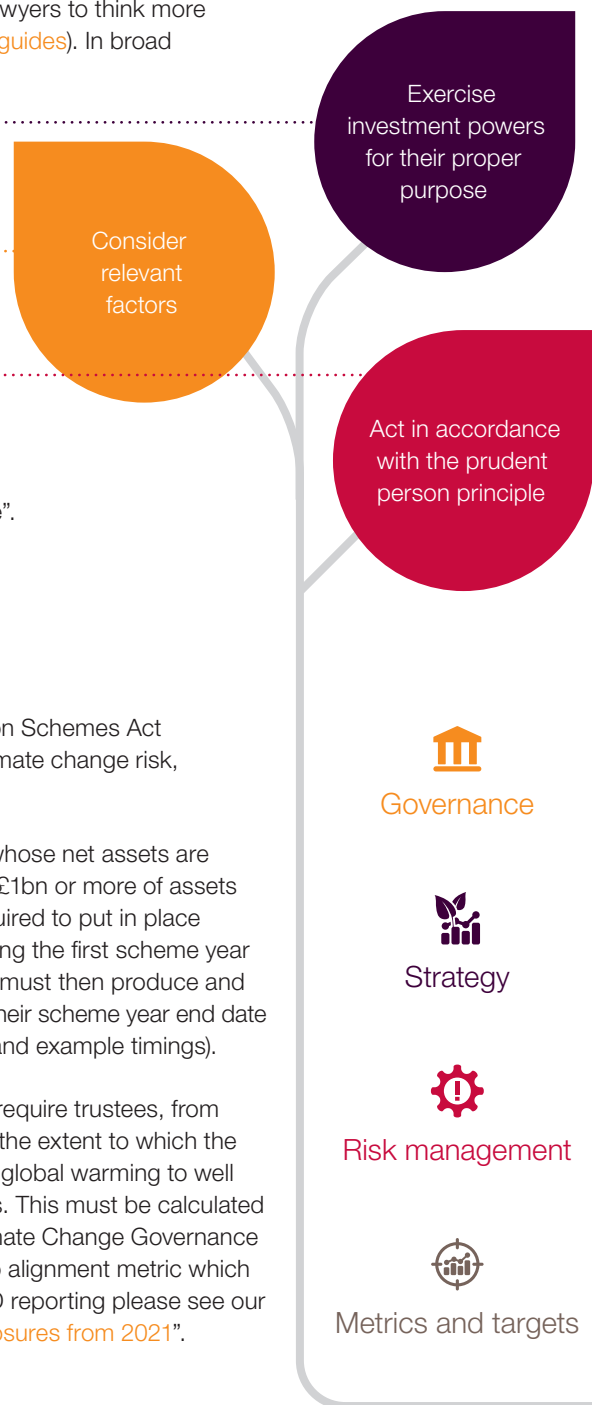 wyers to think more
guides). In broad
Exercise
investment powers
for their proper
purpose
Consider
relevant
factors
Act in accordance
with the prudent
person principle
e”.
on Schemes Act
mate change risk,
whose net assets are
£1bn or more of assets
uired to put in place
ing the first scheme year
must then produce and
heir scheme year end date
and example timings).
require trustees, from
the extent to which the
global warming to well
s. This must be calculated
nate Change Governance
o alignment metric which
D reporting please see our
osures from 2021”.
Governance
Strategy
Risk management
Metrics and targets